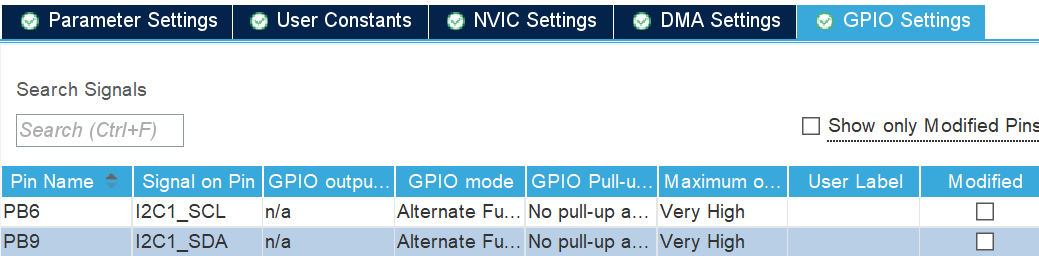 Parameter Settings User Constants NVIC Settings DMA Settings GPIO Settings
Search Signals
Search (Ctrl+F)
Show only Modified Pins
Pin Name Signal on Pin GPIO outpu... GPIO mode GPIO Pull-u... Maximum o... User Label Modified
PB6 I2C1_SCL n/a Alternate Fu... No pull-up a... Very High
PB9 I2C1_SDA n/a Alternate Fu... No pull-up a... Very High